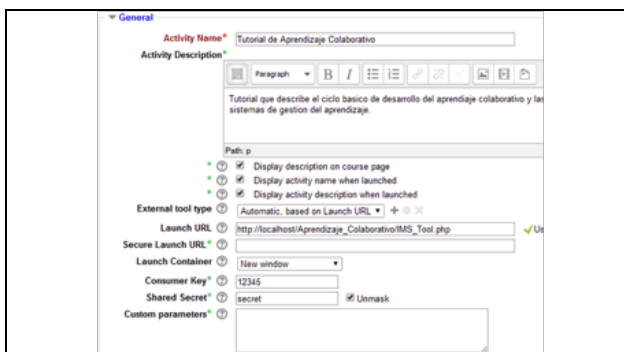 General
Activity Name* Tutorial de Aprendizaje Colaborativo
Activity Description*
Paragraph B I
Tutorial que describe el ciclo basico de desarrollo del aprendiaje colaborativo y las
sistemas de gestion del aprendizaje.
Path: p
* Display description on course page
* Display activity name when launched
* Display activity description when launched
External tool type Automatic, based on Launch URL
Launch URL http://localhost/Aprendizaje_Colaborativo/IMS_Tool.php Us
Secure Launch URL*
Launch Container New window
Consumer Key* 12345
Shared Secret* secret Unmask
Custom parameters*